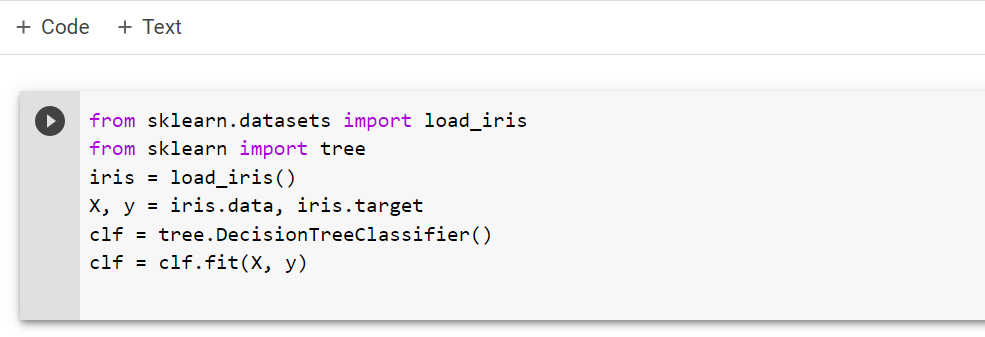 + Code + Text
from sklearn.datasets import load_iris
from sklearn import tree
iris = load_iris()
X, y = iris.data, iris.target
clf = tree.DecisionTreeClassifier()
clf = clf.fit(X, y)